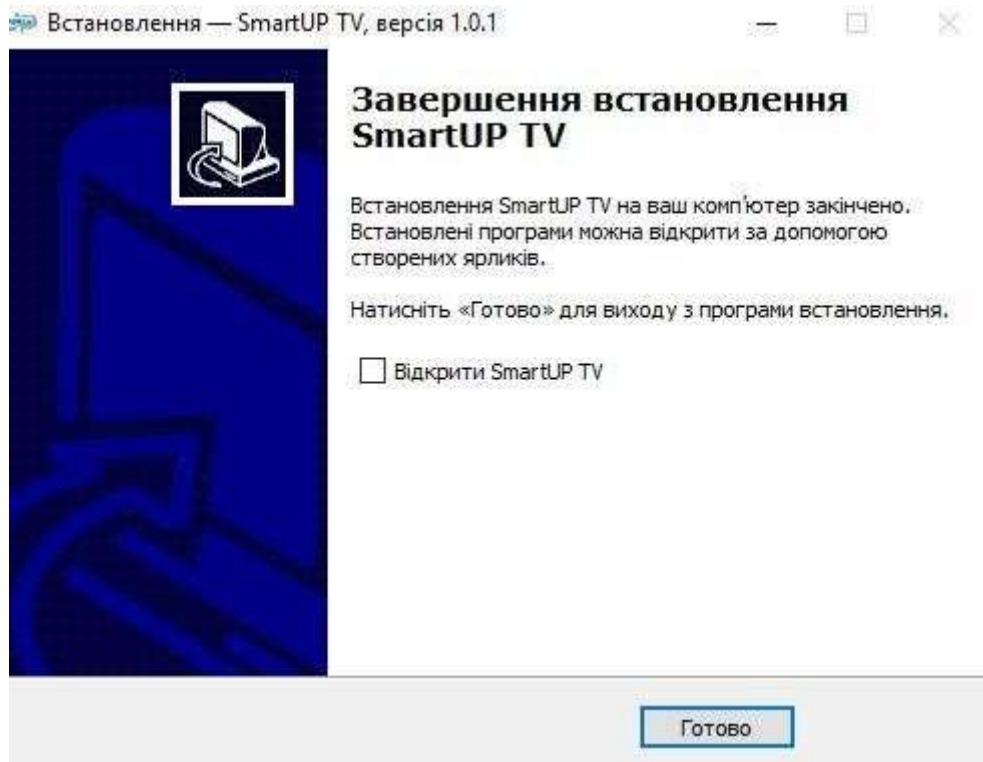 Встановлення — SmartUP TV, версія 1.0.1
Завершення встановлення
SmartUP TV
Встановлення SmartUP TV на ваш комп'ютер закінчено.
Встановлені програми можна відкрити за допомогою
створених ярликів.
Натисніть «Готово» для виходу з програми встановлення.
Відкрити SmartUP TV
Готово